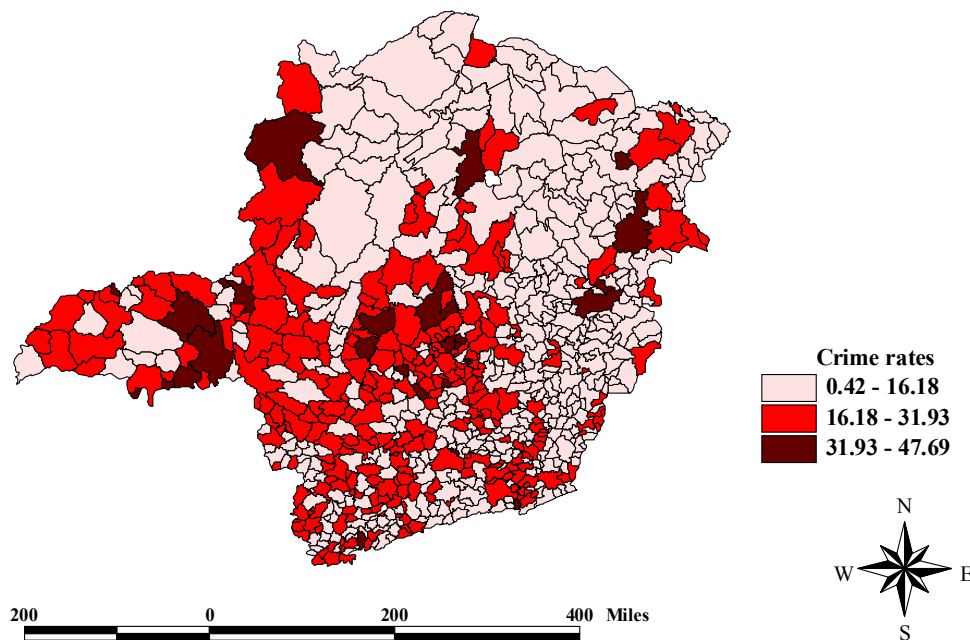 Crime rates
0.42 - 16.18
16.18 - 31.93
31.93 - 47.69
N
W E
S
200 0 200 400 Miles